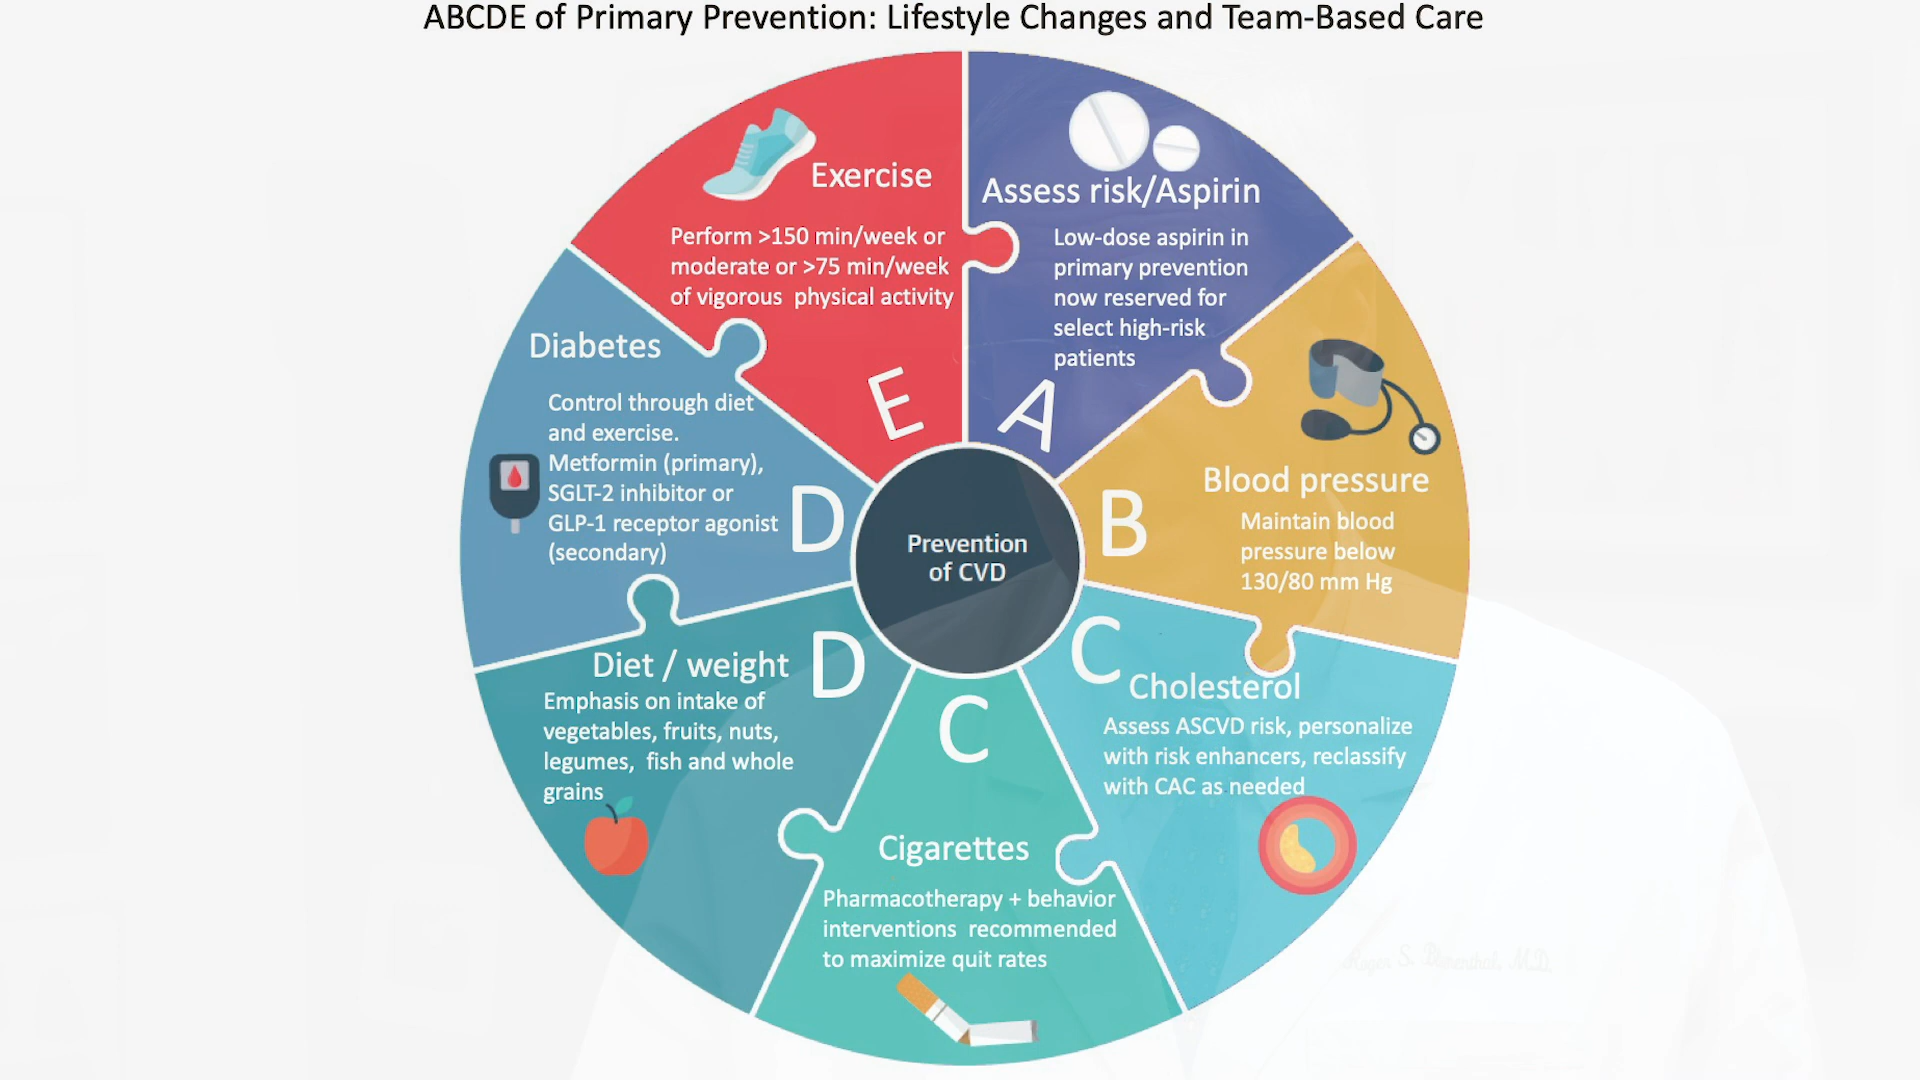 ABCDE of Primary Prevention: Lifestyle Changes and Team-Based Care
Assess risk/Aspirin
Low-dose aspirin in
primary prevention
now reserved for
select high-risk
patients
A
Blood pressure
Maintain blood
pressure below
130/80 mm Hg
B
C
Cholesterol
Assess ASCVD risk, personalize
with risk enhancers, reclassify
with CAC as needed
C
Cigarettes
Pharmacotherapy + behavior
interventions recommended
to maximize quit rates
D
Diet / weight
Emphasis on intake of
vegetables, fruits, nuts,
legumes, fish and whole
grains
D
Diabetes
Control through diet
and exercise.
Metformin (primary),
SGLT-2 inhibitor or
GLP-1 receptor agonist
(secondary)
E
Exercise
Perform >150 min/week or
moderate or >75 min/week
of vigorous physical activity
Prevention
of CVD
Roger S. Blumenthal, M.D.